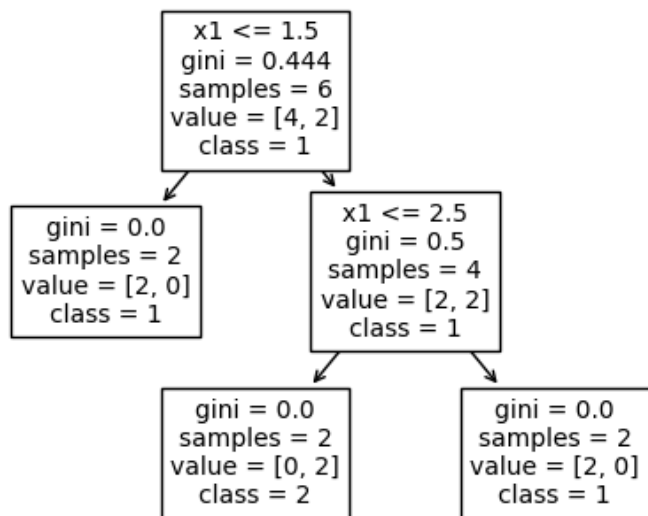 x1 <= 1.5
gini = 0.444
samples = 6
value = [4, 2]
class = 1
gini = 0.0
samples = 2
value = [2, 0]
class = 1
x1 <= 2.5
gini = 0.5
samples = 4
value = [2, 2]
class = 1
gini = 0.0
samples = 2
value = [0, 2]
class = 2
gini = 0.0
samples = 2
value = [2, 0]
class = 1